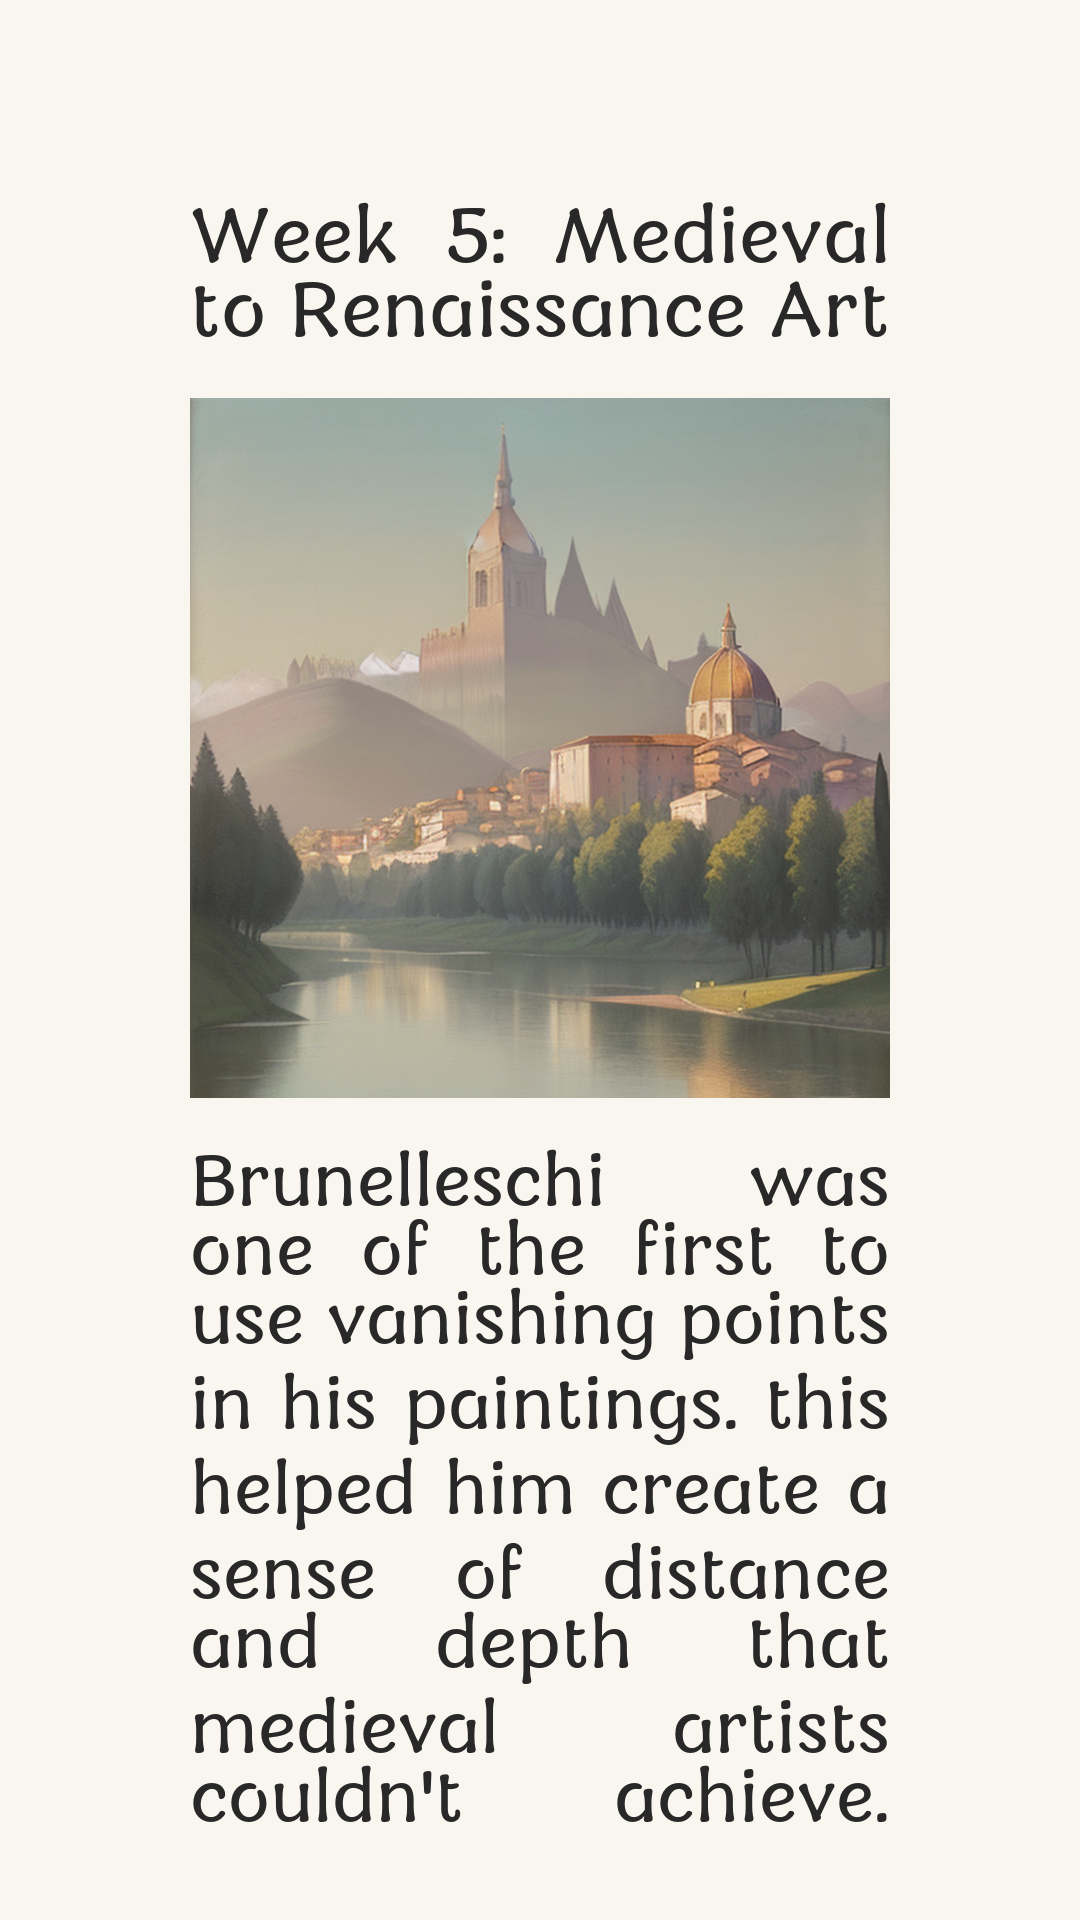 Week 5: Medieval
to Renaissance Art
Brunelleschi was
one of the first to
use vanishing points
in his paintings. this
helped him create a
sense of distance
and depth that
medieval artists
couldn't achieve.